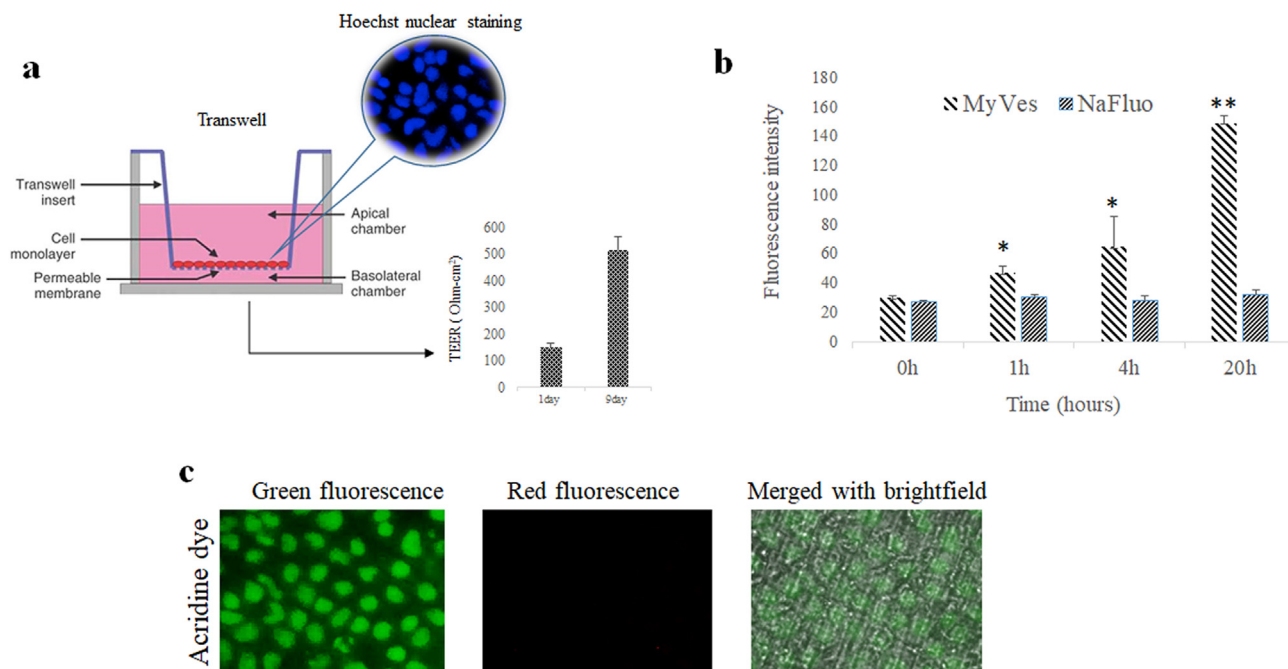 a
Hoechst nuclear staining
Transwell
Transwell
insert
Cell
monolayer
Permeable
membrane
Apical
chamber
Basolateral
chamber
TEER ( Ohm-cm²)
600
500
400
300
200
100
0
1day
9day
b
Fluorescence intensity
180
160
140
120
100
80
60
40
20
0
MyVes
NaFluo
*
*
**
0h
1h
4h
20h
Time (hours)
c
Green fluorescence
Red fluorescence
Merged with brightfield
Acridine dye